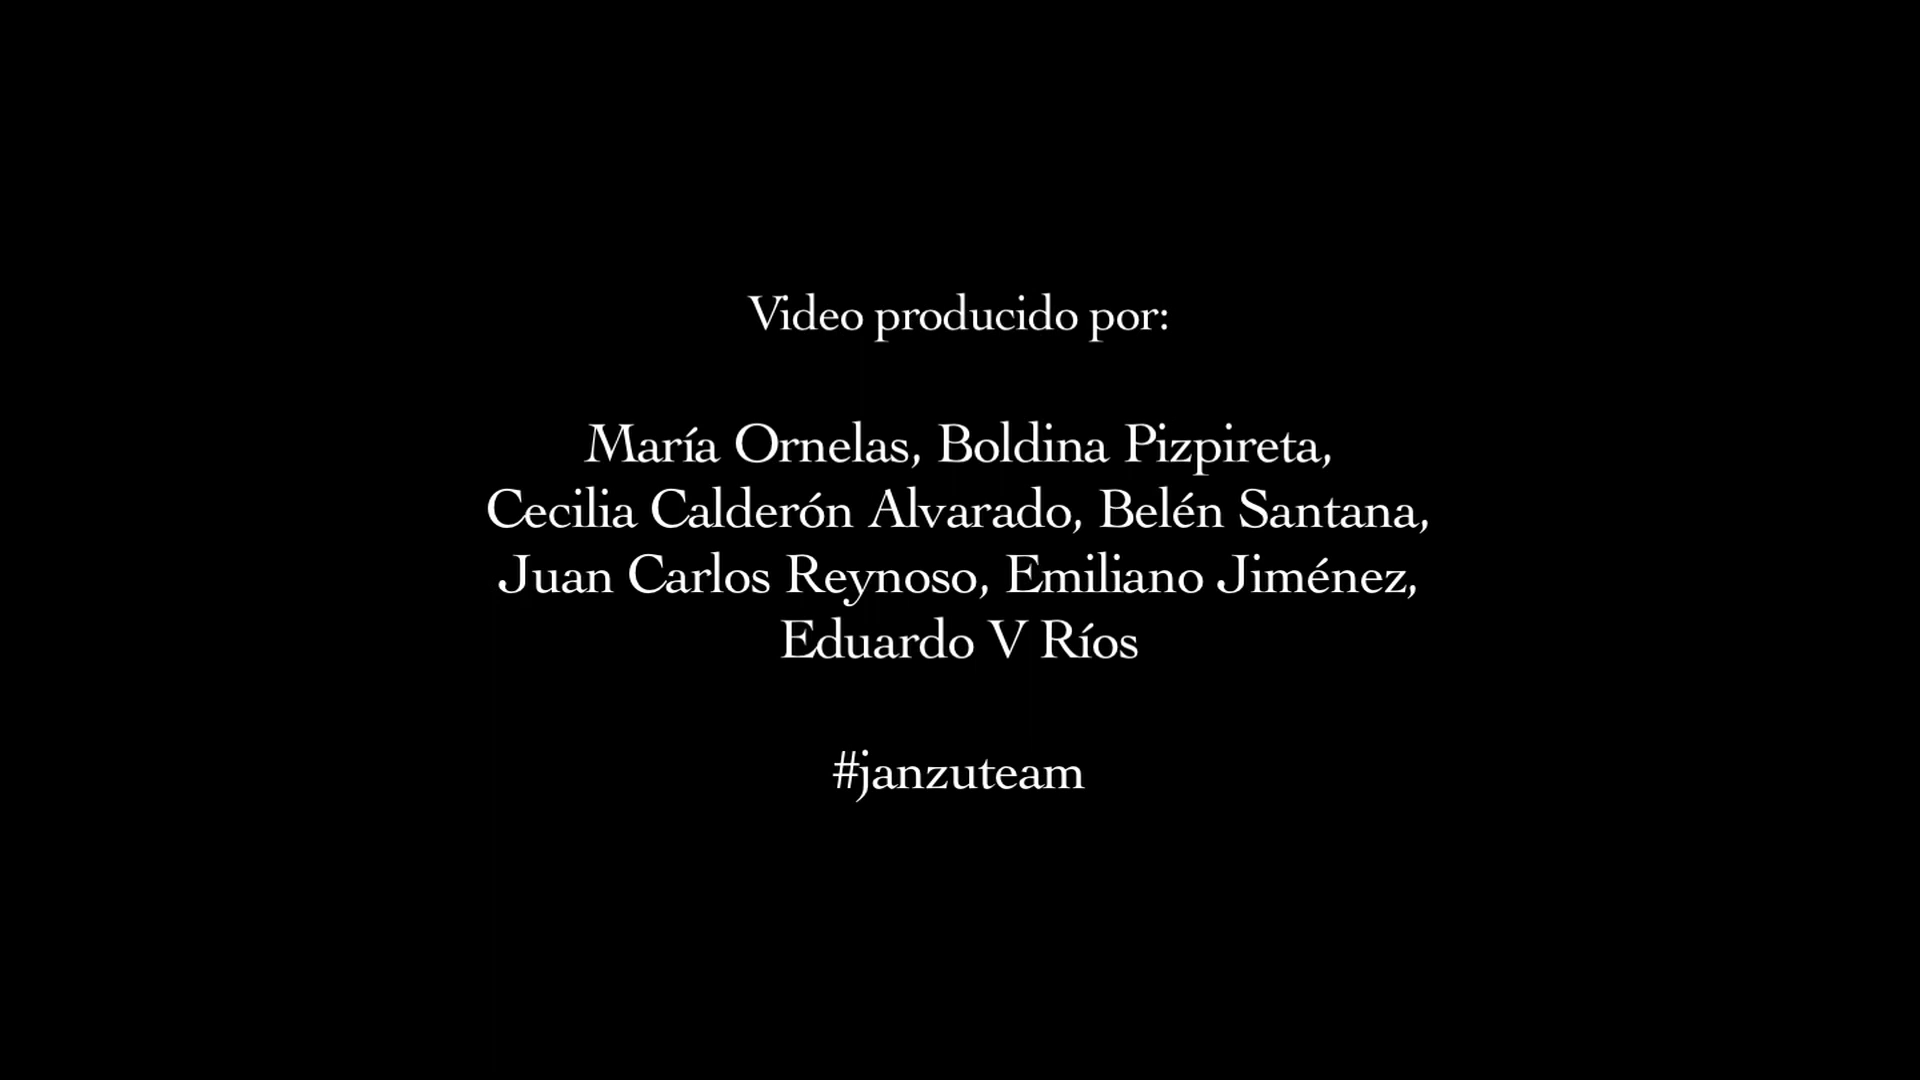 Video producido por:
María Ornelas, Boldina Pizpireta,
Cecilia Calderón Alvarado, Belén Santana,
Juan Carlos Reynoso, Emiliano Jiménez,
Eduardo V Ríos
#janzuteam